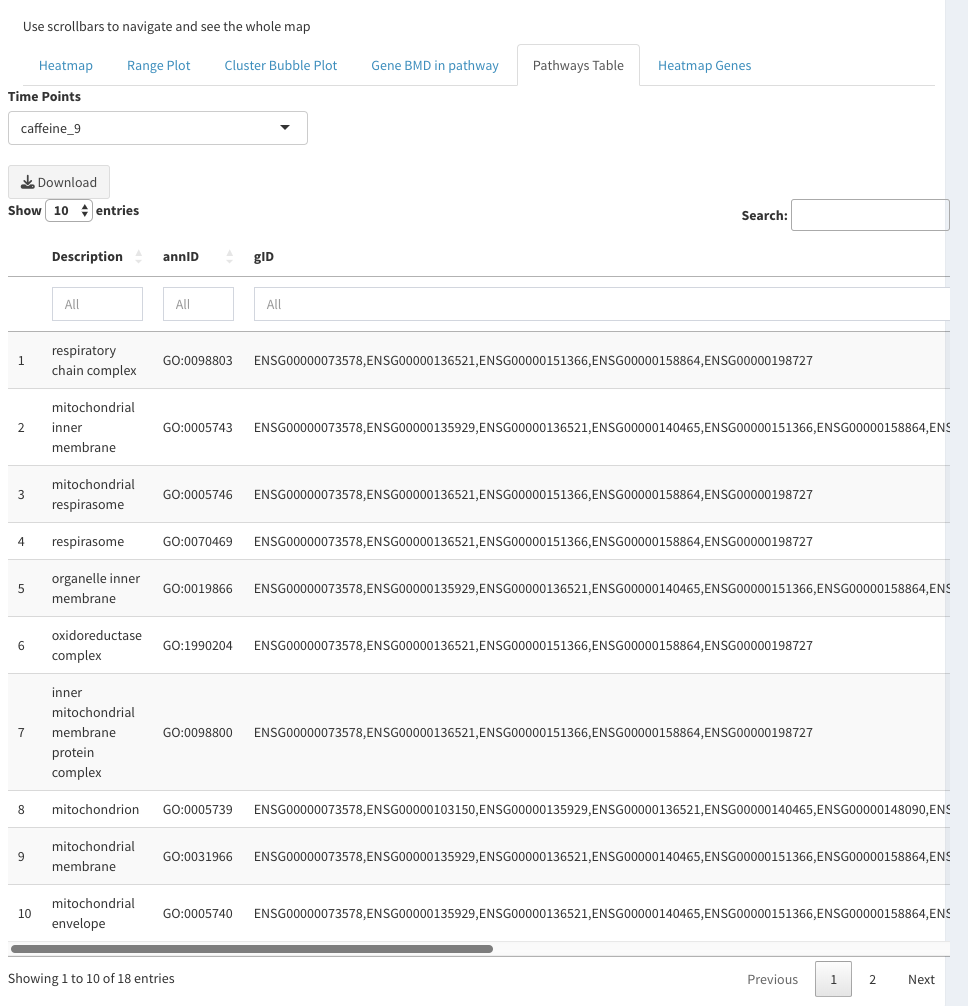 Use scrollbars to navigate and see the whole map
Heatmap Range Plot Cluster Bubble Plot Gene BMD in pathway Pathways Table Heatmap Genes
Time Points
caffeine_9
Download
Show 10 entries
Search:
Description annID gID
All All All
1 respiratory chain complex GO:0098803 ENSG00000073578,ENSG00000136521,ENSG00000151366,ENSG00000158864,ENSG00000198727
2 mitochondrial inner membrane GO:0005743 ENSG00000073578,ENSG00000135929,ENSG00000136521,ENSG00000140465,ENSG00000151366,ENSG00000158864,ENS
3 mitochondrial respirasome GO:0005746 ENSG00000073578,ENSG00000136521,ENSG00000151366,ENSG00000158864,ENSG00000198727
4 respirasome GO:0070469 ENSG00000073578,ENSG00000136521,ENSG00000151366,ENSG00000158864,ENSG00000198727
5 organelle inner membrane GO:0019866 ENSG00000073578,ENSG00000135929,ENSG00000136521,ENSG00000140465,ENSG00000151366,ENSG00000158864,ENS
6 oxidoreductase complex GO:1990204 ENSG00000073578,ENSG00000136521,ENSG00000151366,ENSG00000158864,ENSG00000198727
7 inner mitochondrial membrane protein complex GO:0098800 ENSG00000073578,ENSG00000136521,ENSG00000151366,ENSG00000158864,ENSG00000198727
8 mitochondrion GO:0005739 ENSG00000073578,ENSG00000103150,ENSG00000135929,ENSG00000136521,ENSG00000140465,ENSG00000148090,ENS
9 mitochondrial membrane GO:0031966 ENSG00000073578,ENSG00000135929,ENSG00000136521,ENSG00000140465,ENSG00000151366,ENSG00000158864,ENS
10 mitochondrial envelope GO:0005740 ENSG00000073578,ENSG00000135929,ENSG00000136521,ENSG00000140465,ENSG00000151366,ENSG00000158864,ENS
Showing 1 to 10 of 18 entries
Previous 1 2 Next